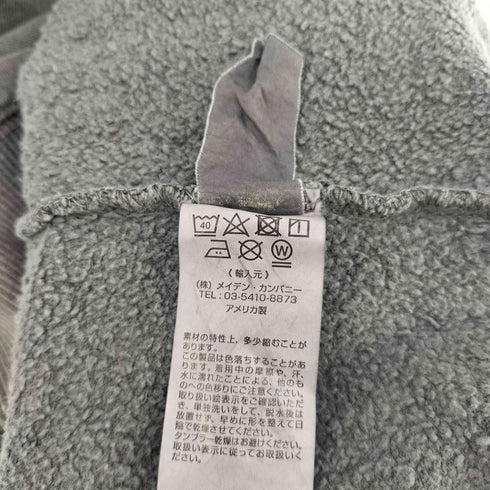 40
W
〈輸入元〉
(株)メイデン・カンパニー
TEL：03-5410-8873
アメリカ製
素材の特性上，多少縮むことが
あります。
この製品は色落ちすることがあ
ります。着用中の摩擦や，汗，
水に濡れたことによる，他のも
のへの色移りにご注意ください。
取り扱い絵表示をご確認いただ
き，単独洗いをして，脱水後は
放置せず，早めに形を整えて日
陰で乾燥させてください。
タンブラー乾燥はお避けください。
取扱い表示に従ってお取扱い
ください。